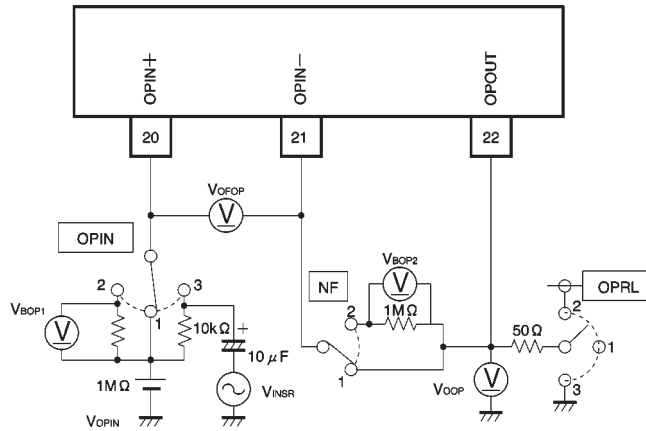 OPIN+
OPIN−
OPOUT
20
21
22
VOFOP
OPIN
VBOP2
NF
OPRL
2
3
2
1MΩ
2
VBOP1
1
10kΩ
+
50Ω
1
10μF
1
1MΩ
VINSR
VOOP
3
VOPIN
V
V
V
V